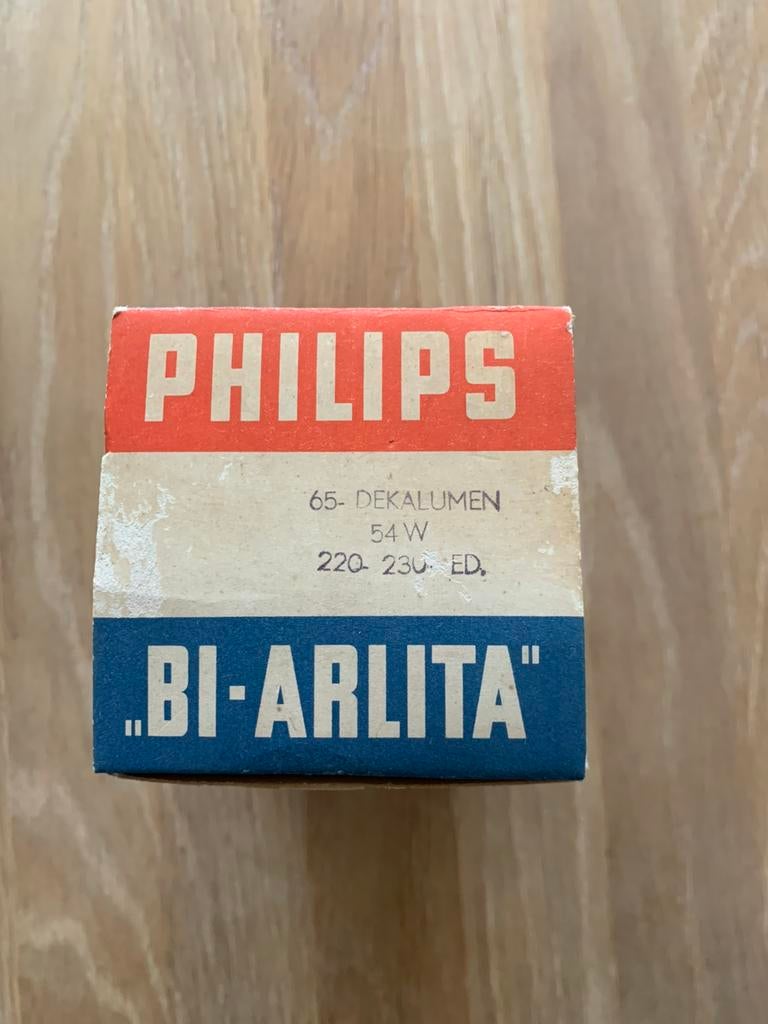 PHILIPS
65- DEKALUMEN
54 W
220- 230- ED.
„BI-ARLITA"